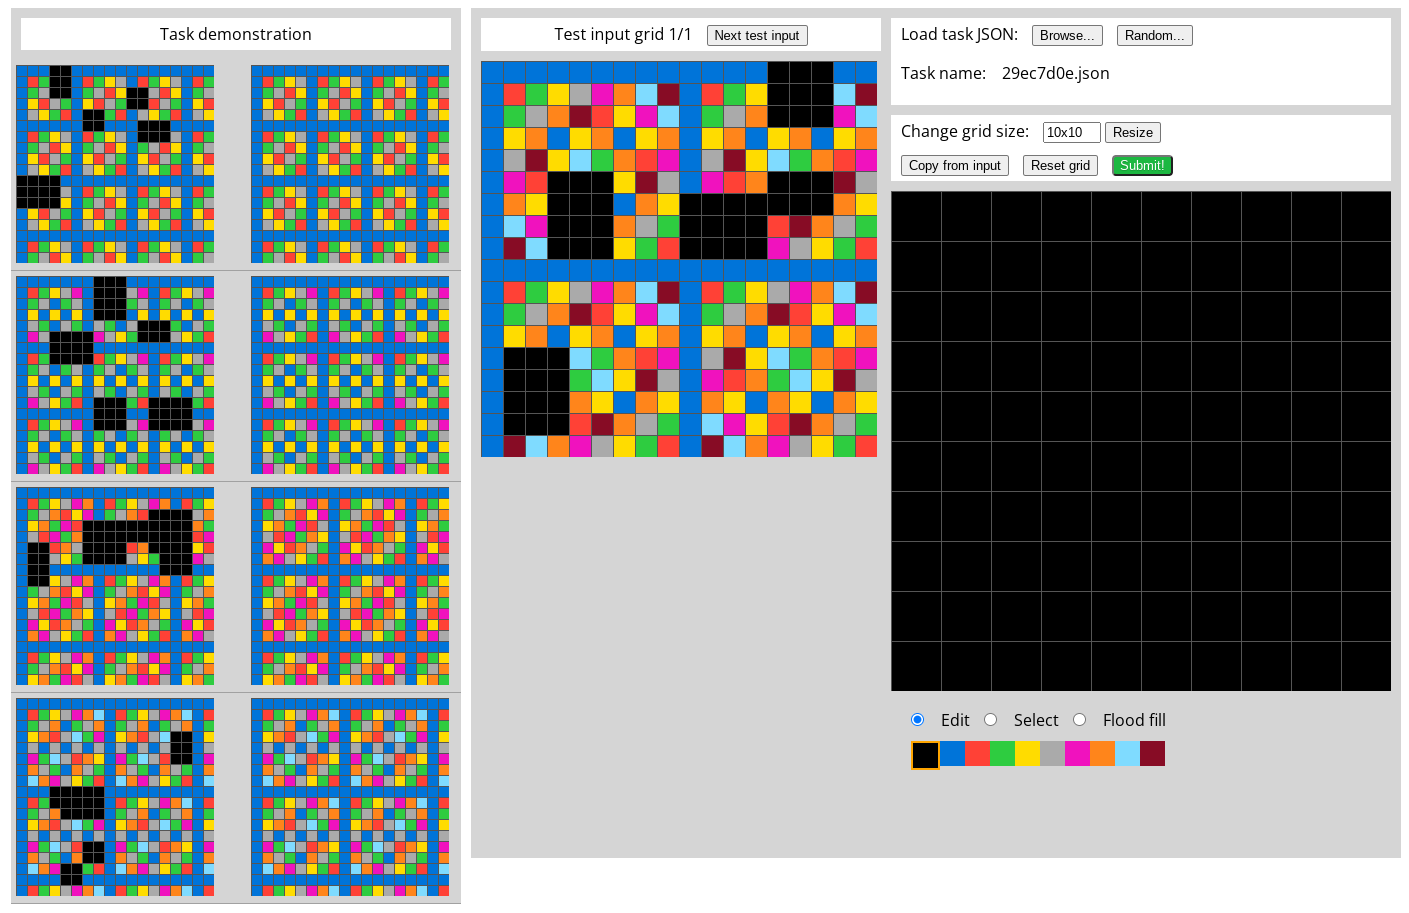 Task demonstration
Test input grid 1/1 Next test input
Load task JSON: Browse... Random...
Task name: 29ec7d0e.json
Change grid size: 10x10 Resize
Copy from input Reset grid Submit!
Edit Select Flood fill